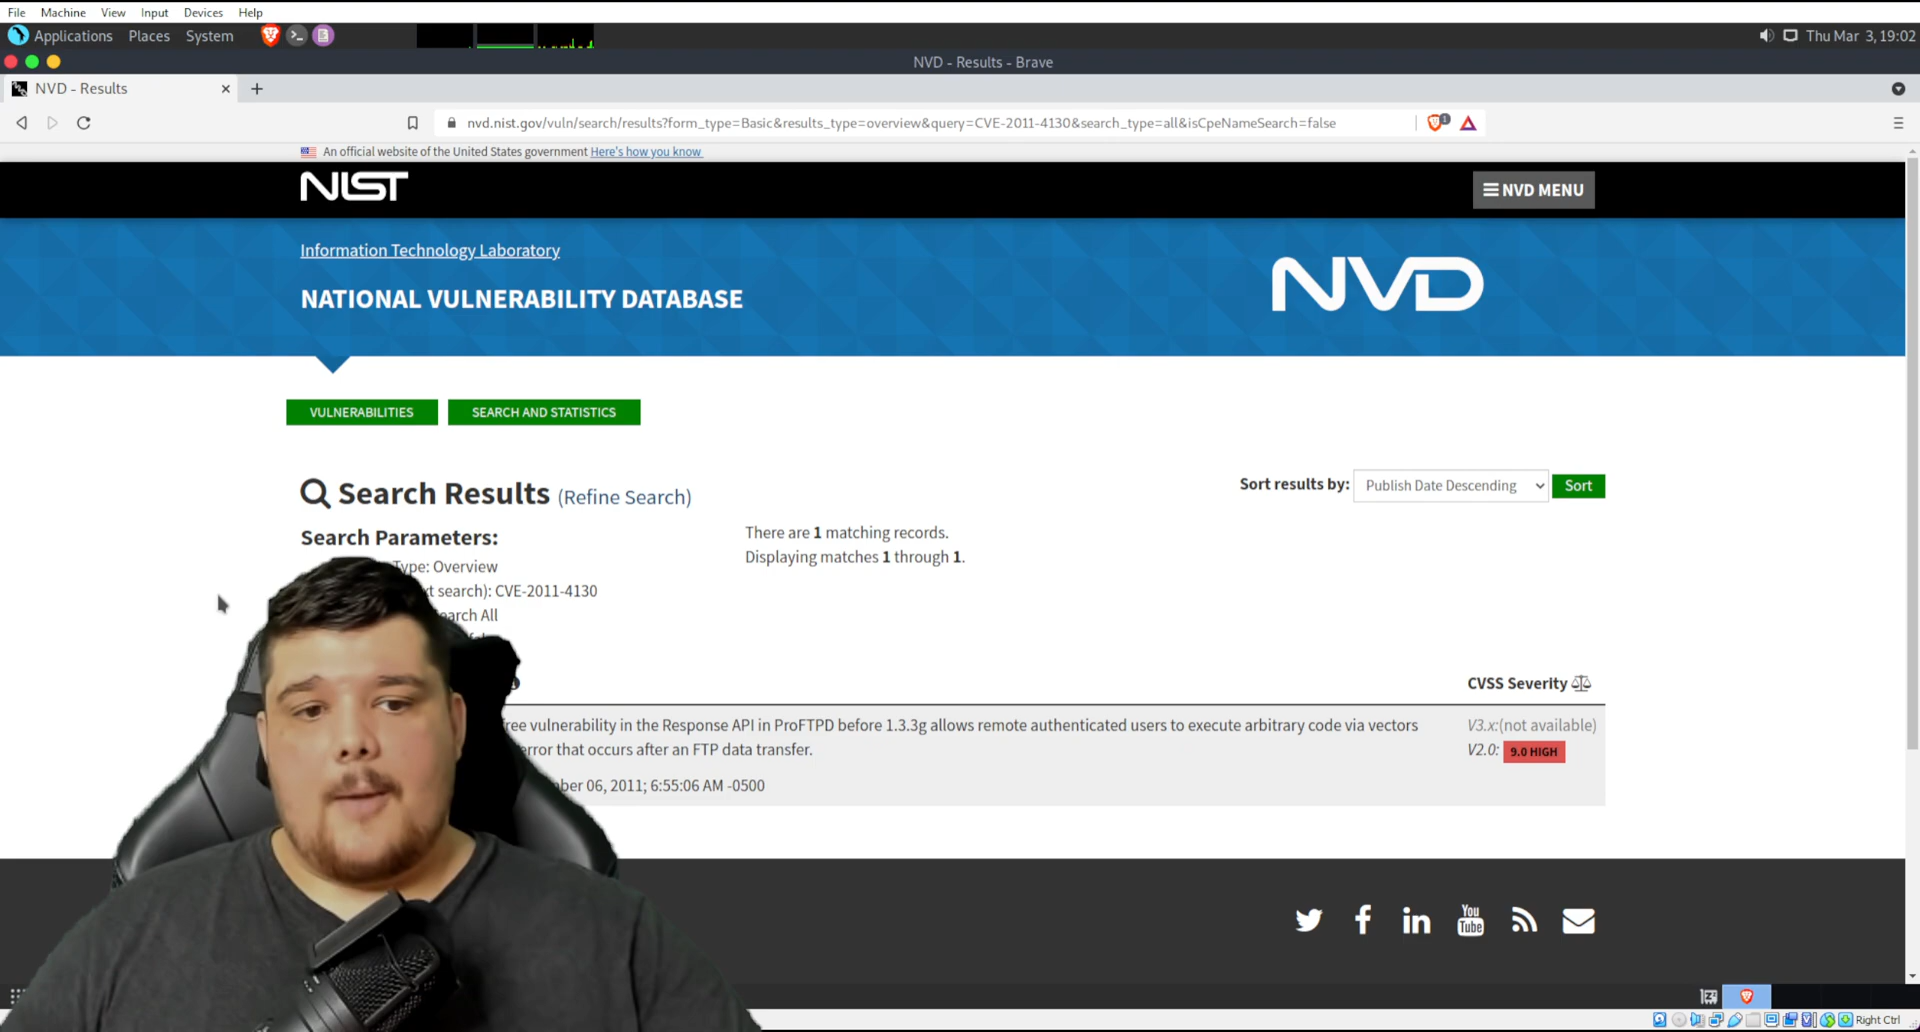 File Machine View Input Devices Help
Applications Places System Thu Mar 3, 19:02
NVD - Results - Brave
NVD - Results
nvd.nist.gov/vuln/search/results?form_type=Basic&results_type=overview&query=CVE-2011-4130&search_type=all&isCpeNameSearch=false
An official website of the United States government Here's how you know
NIST
NVD MENU
Information Technology Laboratory
NATIONAL VULNERABILITY DATABASE
NVD
VULNERABILITIES SEARCH AND STATISTICS
Search Results (Refine Search)
Sort results by: Publish Date Descending Sort
Search Parameters:
There are 1 matching records.
Displaying matches 1 through 1.
Type: Overview
search): CVE-2011-4130
All
CVSS Severity
vulnerability in the Response API in ProFTPD before 1.3.3g allows remote authenticated users to execute arbitrary code via vectors
error that occurs after an FTP data transfer.
V3.x:(not available)
V2.0: 9.0 HIGH
06, 2011; 6:55:06 AM -0500
You Tube
Right Ctrl